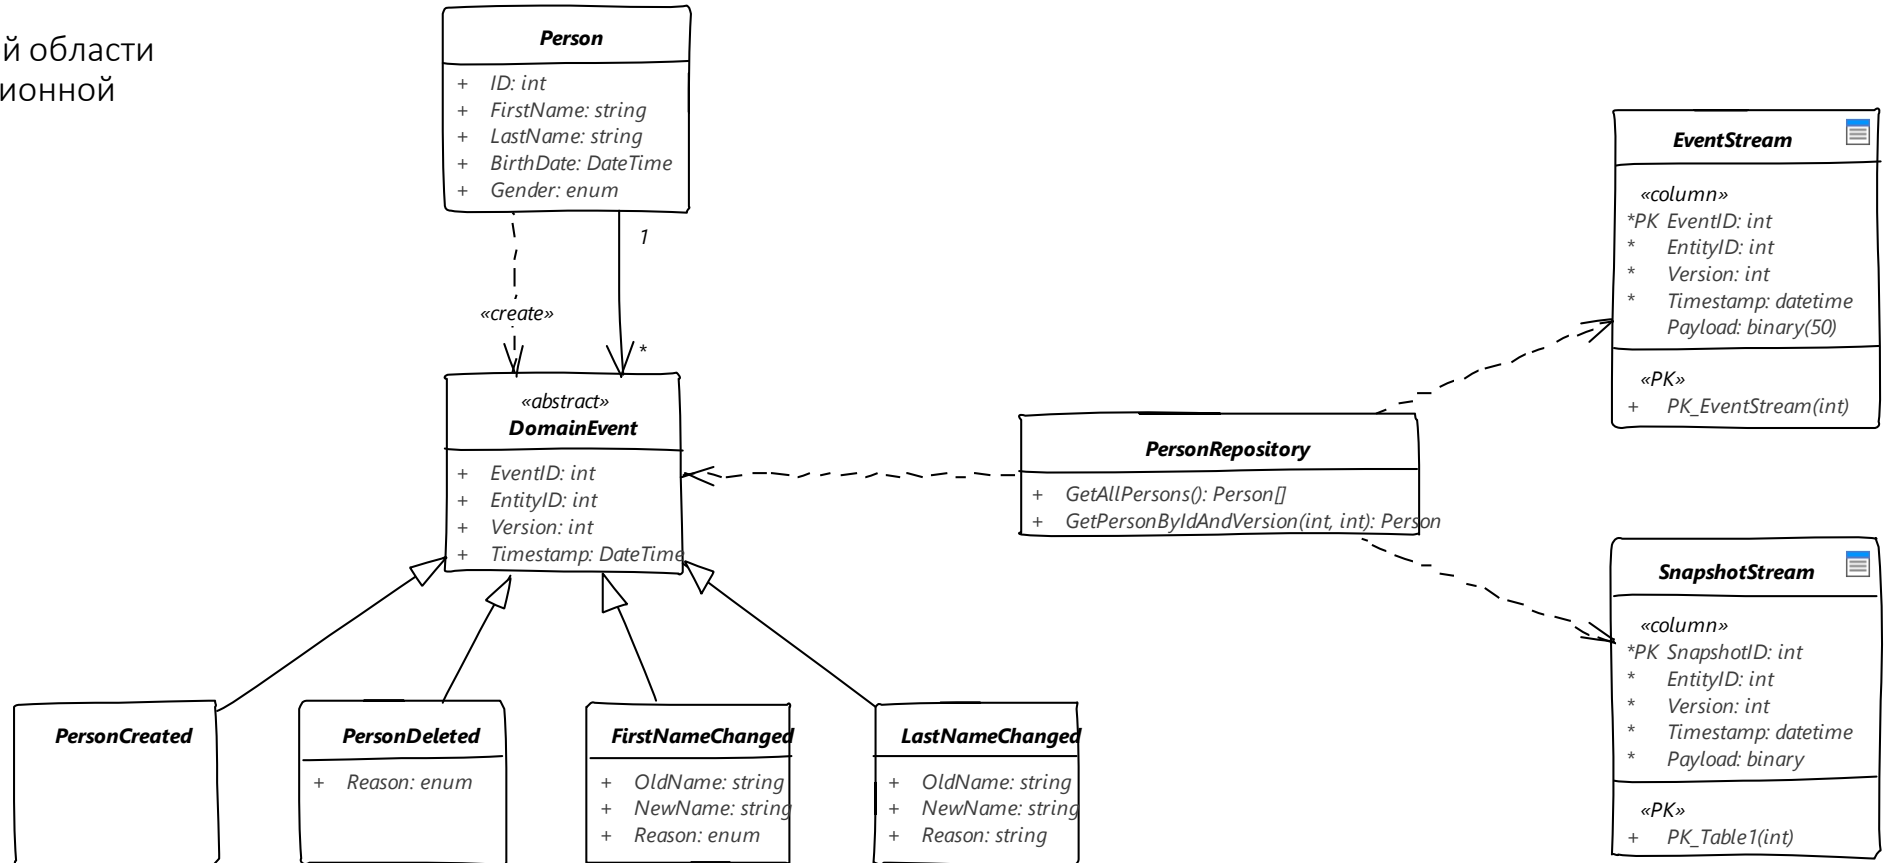 й области
ионной
Person
+ ID: int
+ FirstName: string
+ LastName: string
+ BirthDate: DateTime
+ Gender: enum
1
«create»
*
«abstract»
DomainEvent
+ EventID: int
+ EntityID: int
+ Version: int
+ Timestamp: DateTime
PersonCreated
PersonDeleted
+ Reason: enum
FirstNameChanged
+ OldName: string
+ NewName: string
+ Reason: enum
LastNameChanged
+ OldName: string
+ NewName: string
+ Reason: string
PersonRepository
+ GetAllPersons(): Person[]
+ GetPersonByIdAndVersion(int, int): Person
EventStream
«column»
*PK EventID: int
* EntityID: int
* Version: int
* Timestamp: datetime
Payload: binary(50)
«PK»
+ PK_EventStream(int)
SnapshotStream
«column»
*PK SnapshotID: int
* EntityID: int
* Version: int
* Timestamp: datetime
* Payload: binary
«PK»
+ PK_Table1(int)